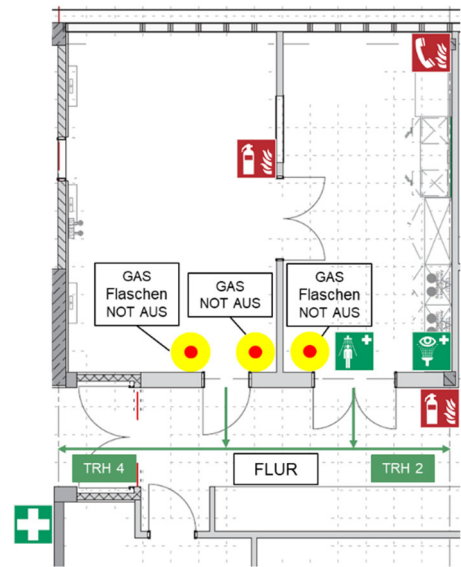 GAS
Flaschen
NOT AUS
GAS
NOT AUS
GAS
Flaschen
NOT AUS
TRH 4
FLUR
TRH 2